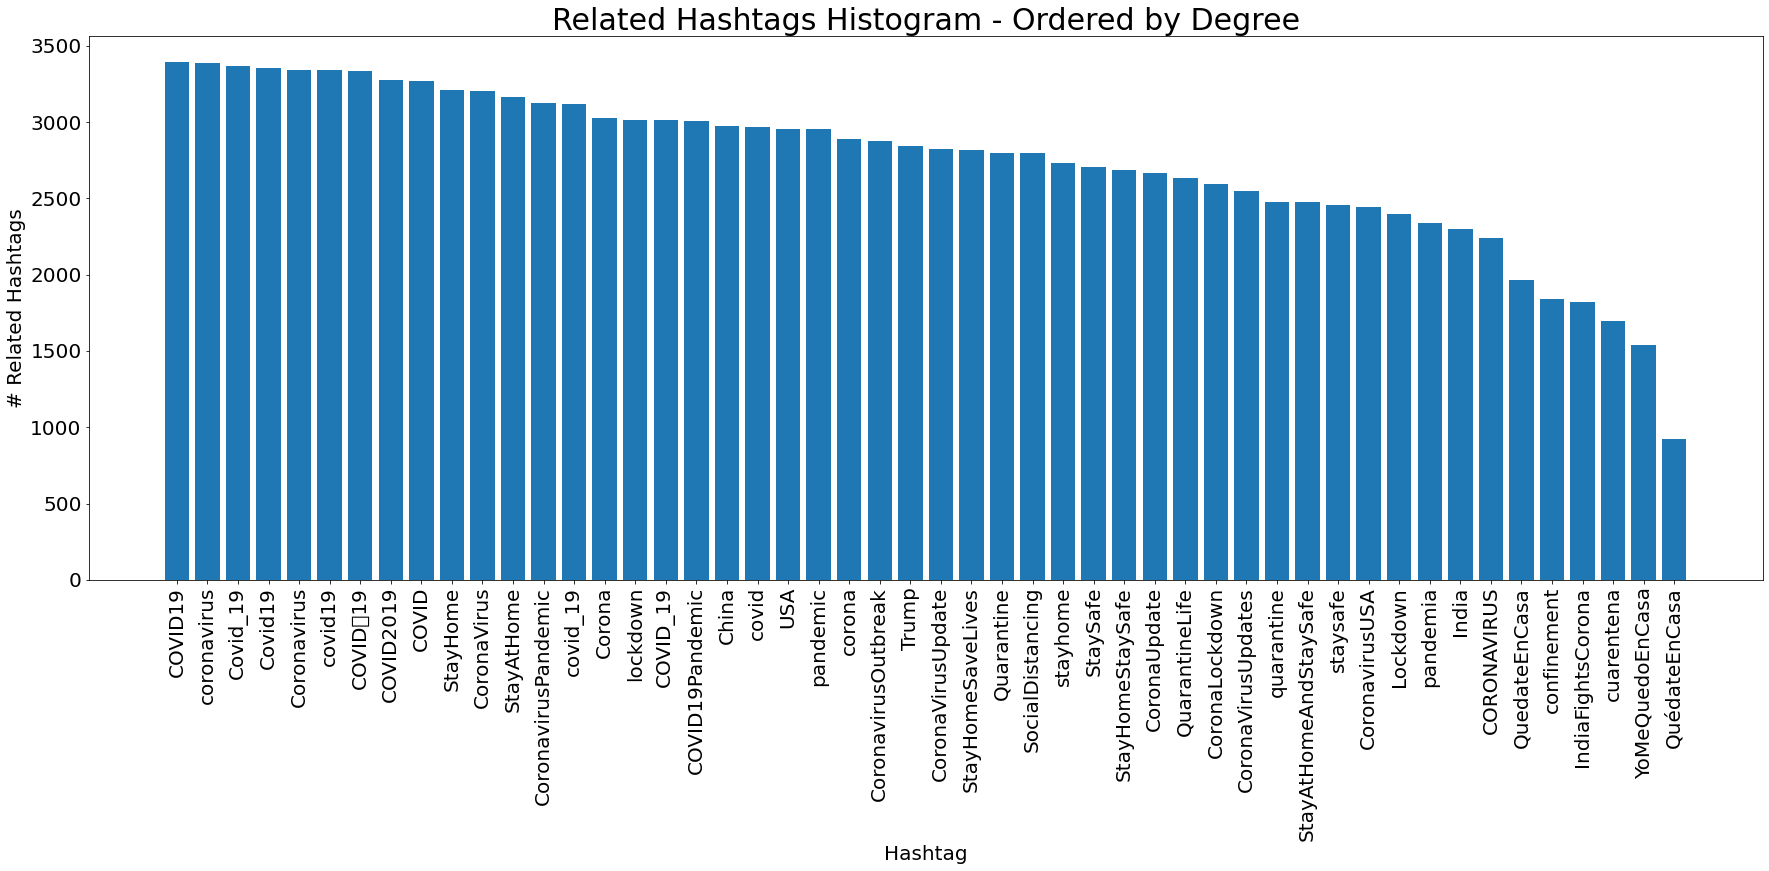 Related Hashtags Histogram - Ordered by Degree
# Related Hashtags
3500
3000
2500
2000
1500
1000
500
0
COVID19
coronavirus
Covid_19
Covid19
Coronavirus
covid19
COVID▯19
COVID2019
COVID
StayHome
CoronaVirus
StayAtHome
CoronavirusPandemic
covid_19
Corona
lockdown
COVID_19
COVID19Pandemic
China
covid
USA
pandemic
corona
CoronavirusOutbreak
Trump
CoronaVirusUpdate
StayHomeSaveLives
Quarantine
SocialDistancing
stayhome
StaySafe
StayHomeStaySafe
CoronaUpdate
QuarantineLife
CoronaLockdown
CoronaVirusUpdates
quarantine
StayAtHomeAndStaySafe
staysafe
CoronavirusUSA
Lockdown
pandemia
India
CORONAVIRUS
QuedateEnCasa
confinement
IndiaFightsCorona
cuarentena
YoMeQuedoEnCasa
QuédateEnCasa
Hashtag